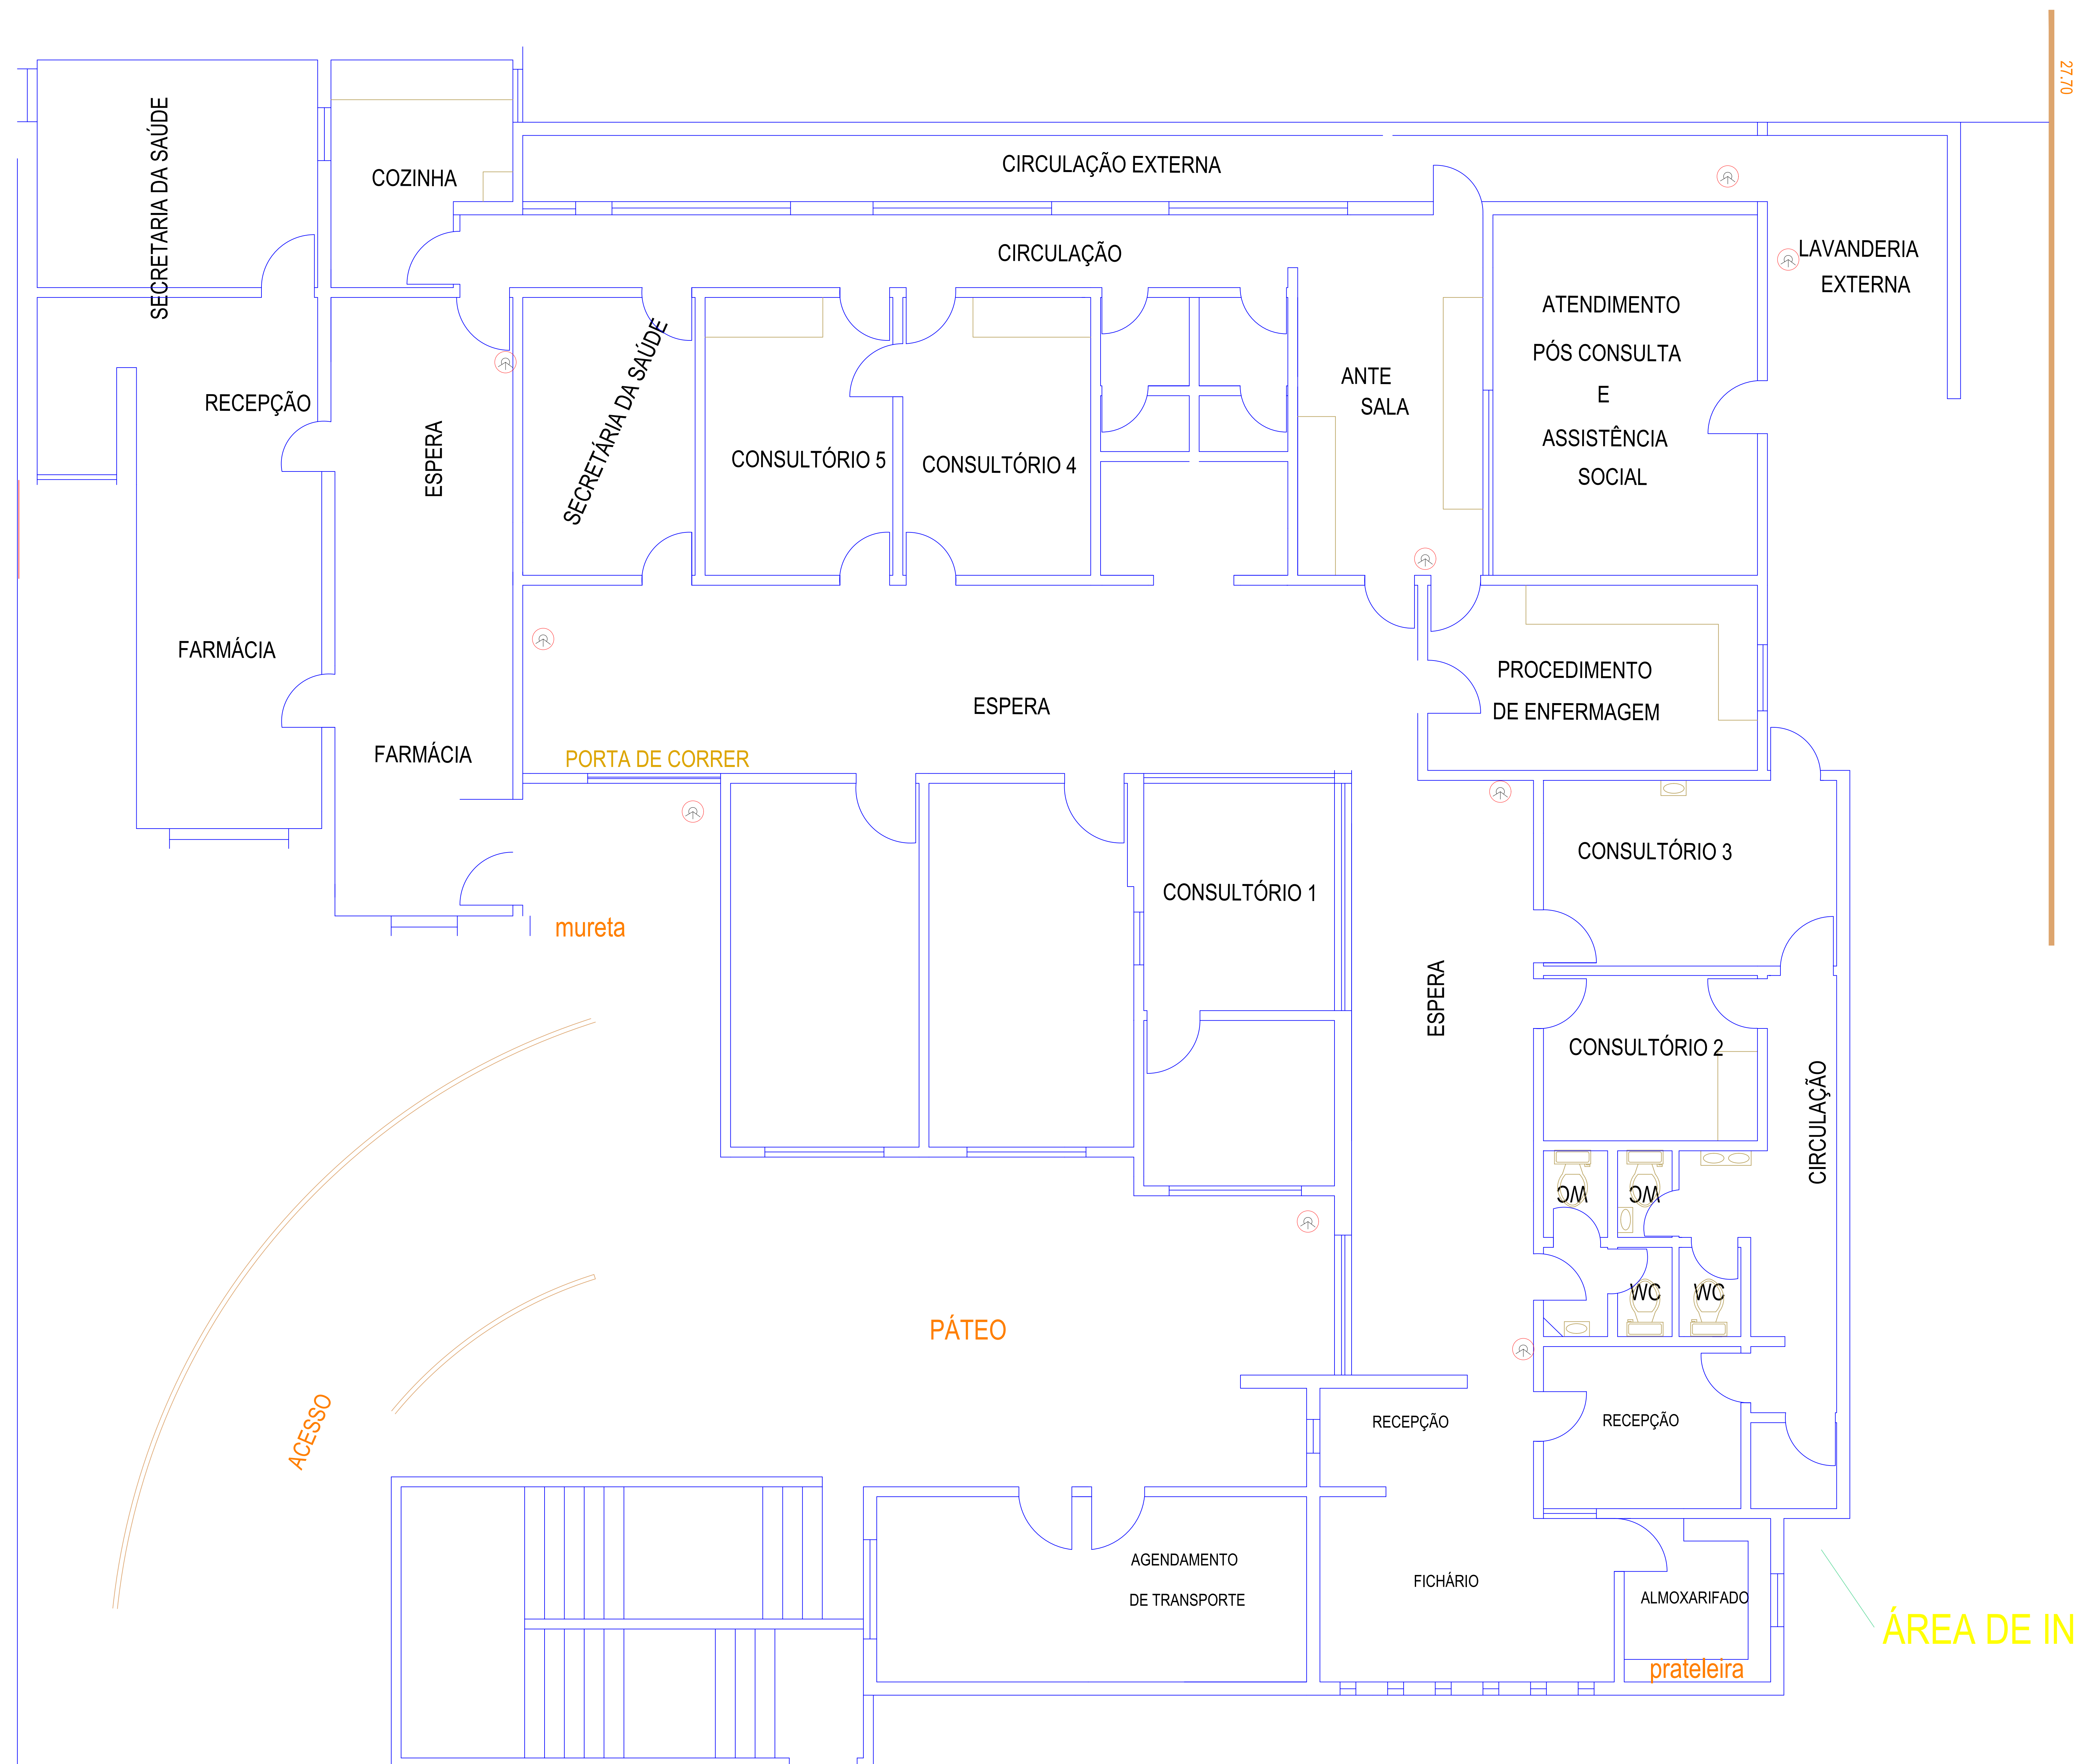 27.70
SECRETARIA DA SAÚDE
COZINHA
CIRCULAÇÃO EXTERNA
CIRCULAÇÃO
LAVANDERIA
EXTERNA
ATENDIMENTO
PÓS CONSULTA
E
ASSISTÊNCIA
SOCIAL
RECEPÇÃO
ESPERA
SECRETÁRIA DA SAÚDE
CONSULTÓRIO 5
CONSULTÓRIO 4
ANTE
SALA
FARMÁCIA
FARMÁCIA
ESPERA
PORTA DE CORRER
PROCEDIMENTO
DE ENFERMAGEM
mureta
CONSULTÓRIO 1
CONSULTÓRIO 3
ESPERA
CONSULTÓRIO 2
CIRCULAÇÃO
WC
WC
WC
WC
PÁTEO
ACESSO
RECEPÇÃO
RECEPÇÃO
AGENDAMENTO
DE TRANSPORTE
FICHÁRIO
ALMOXARIFADO
prateleira
ÁREA DE IN